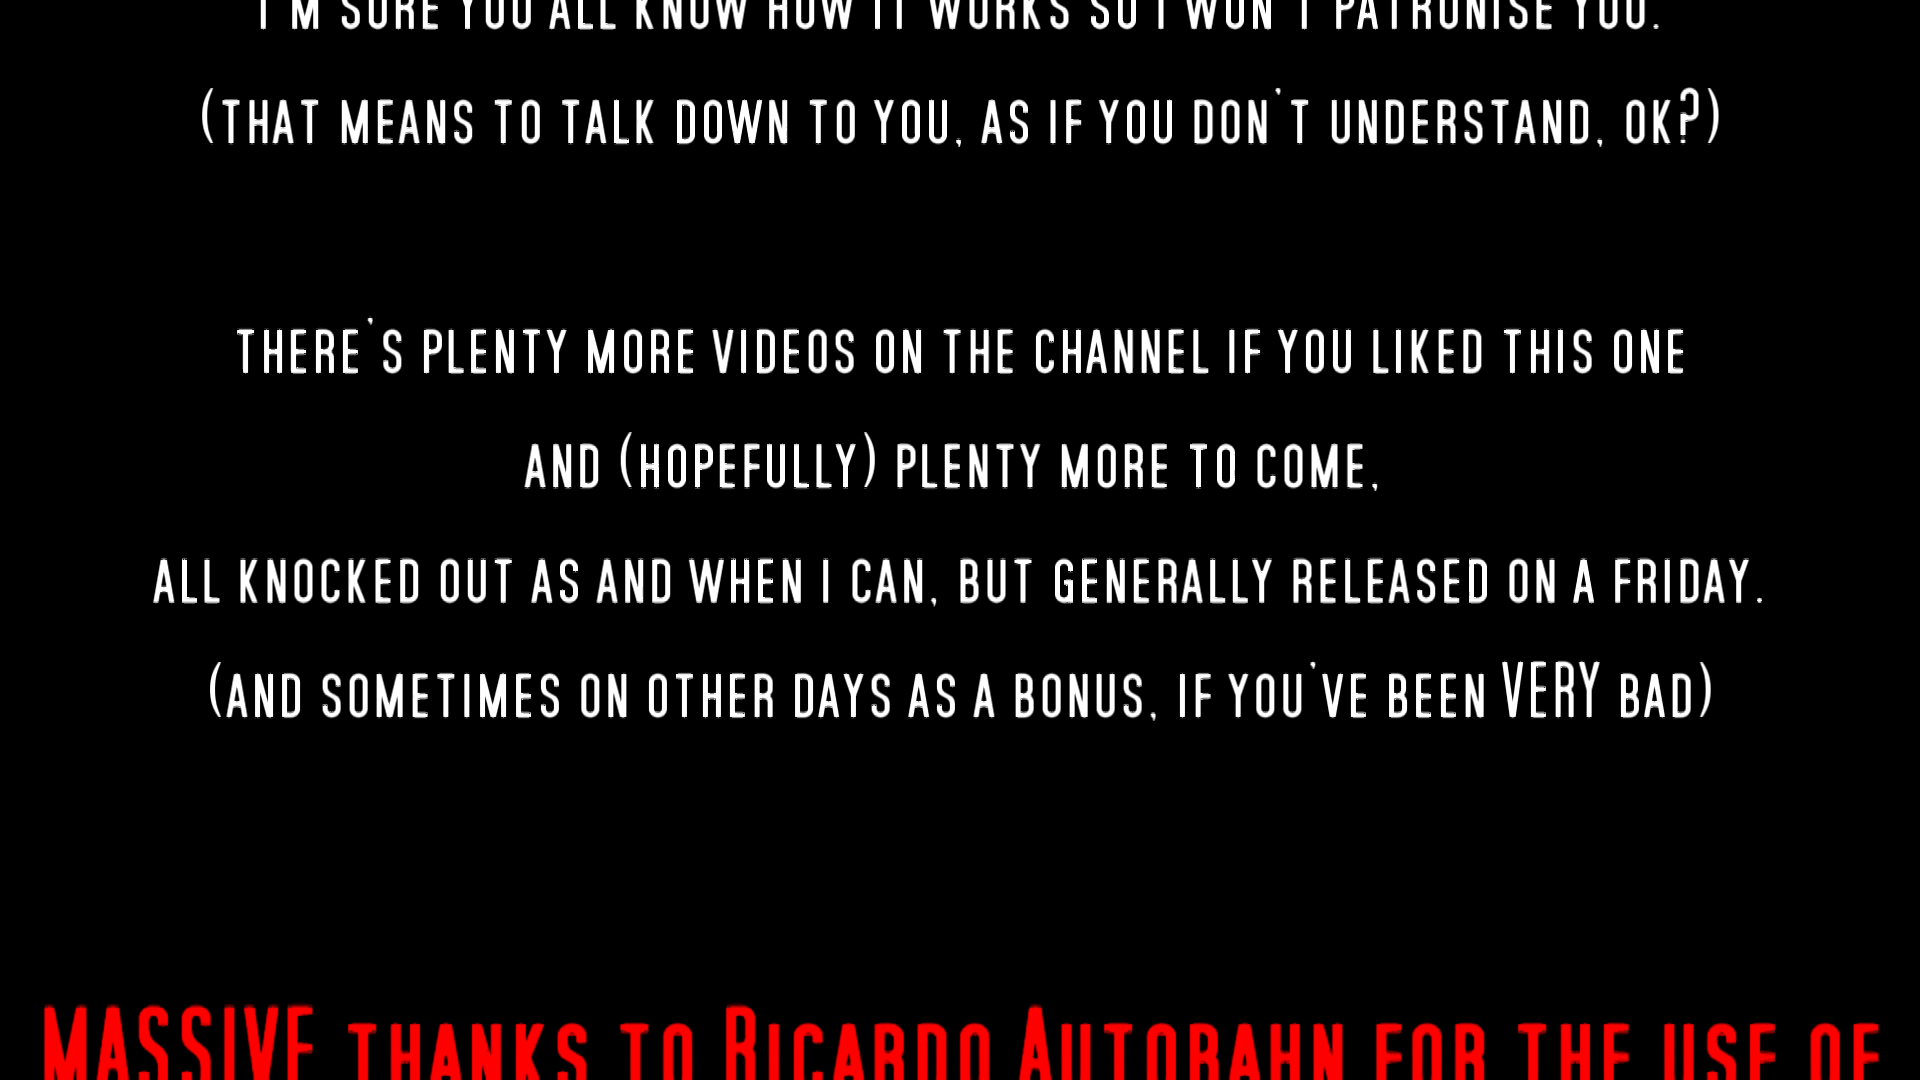 I'M SURE YOU ALL KNOW HOW IT WORKS SO I WON'T PATRONISE YOU.
(THAT MEANS TO TALK DOWN TO YOU, AS IF YOU DON'T UNDERSTAND, OK?)
THERE'S PLENTY MORE VIDEOS ON THE CHANNEL IF YOU LIKED THIS ONE
AND (HOPEFULLY) PLENTY MORE TO COME,
ALL KNOCKED OUT AS AND WHEN I CAN, BUT GENERALLY RELEASED ON A FRIDAY.
(AND SOMETIMES ON OTHER DAYS AS A BONUS, IF YOU'VE BEEN VERY BAD)
MASSIVE THANKS TO RICARDO AUTOBAHN FOR THE USE OF